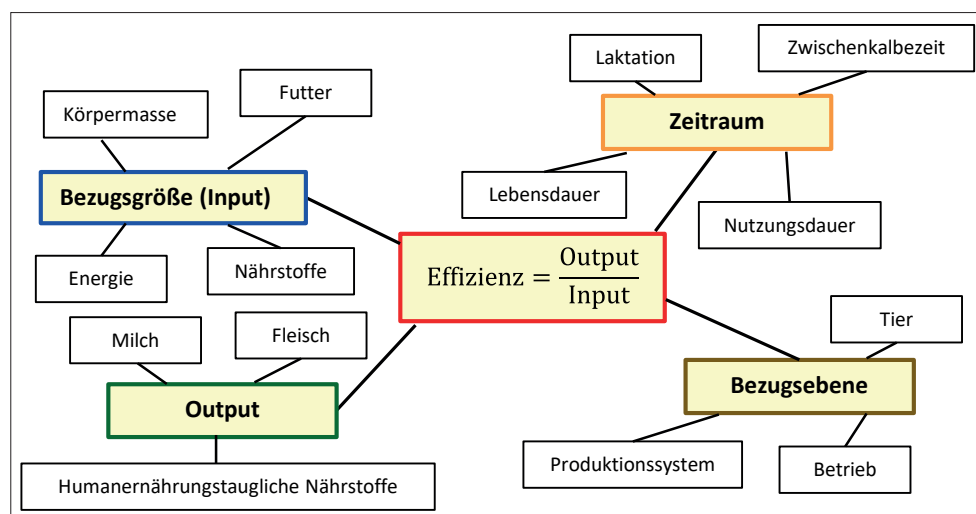 Laktation
Zwischenkalbezeit
Zeitraum
Lebensdauer
Nutzungsdauer
Körpermasse
Futter
Bezugsgröße (Input)
Energie
Nährstoffe
Effizienz = Output
Input
Milch
Fleisch
Output
Humanernährungstaugliche Nährstoffe
Tier
Bezugsebene
Produktionssystem
Betrieb